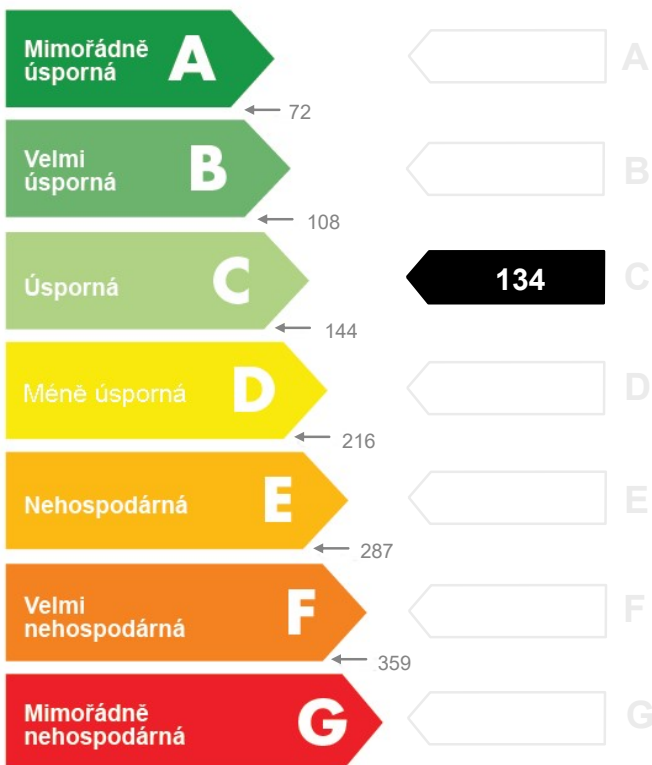 Mimořádně
úsporná
A
A
72
Velmi
úsporná
B
B
108
Úsporná
C
134
C
144
Méně úsporná
D
D
216
Nehospodárná
E
E
287
Velmi
nehospodárná
F
F
359
Mimořádně
nehospodárná
G
G